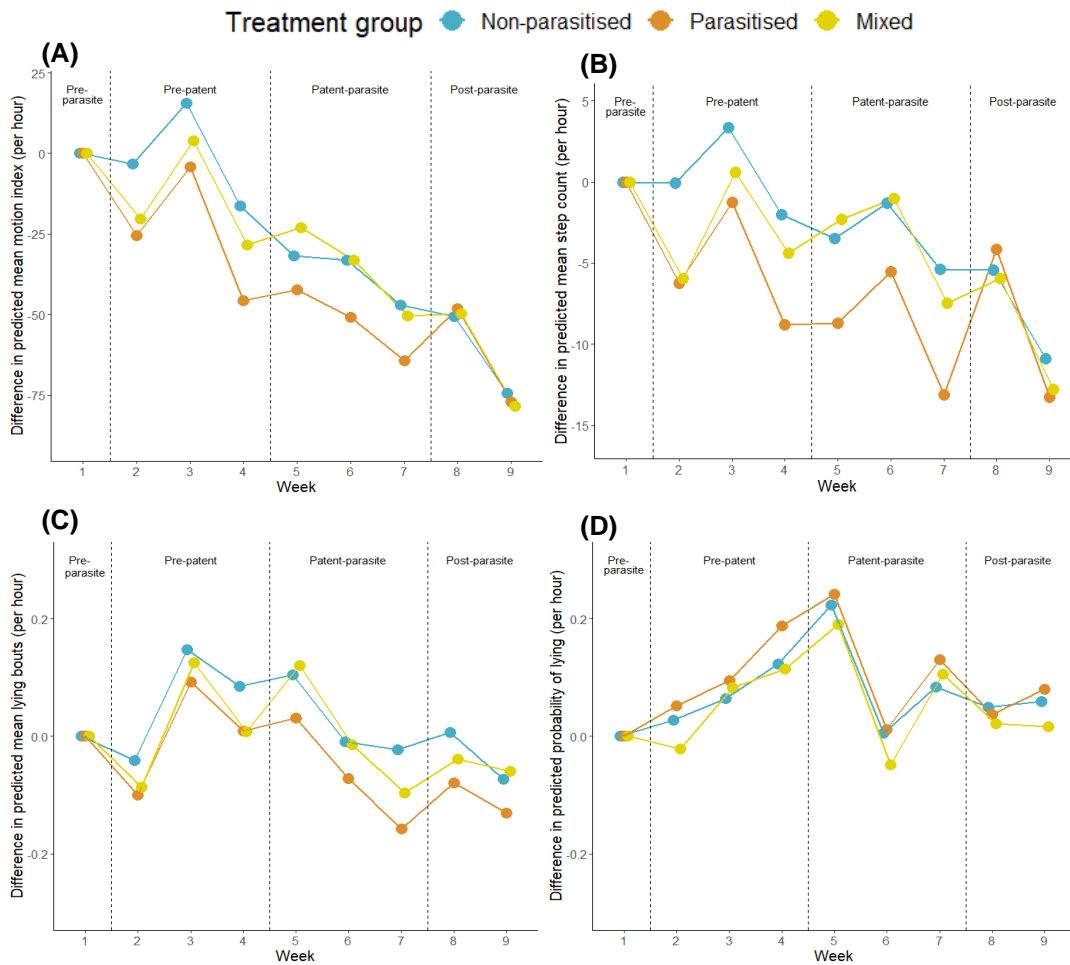 Treatment group Non-parasitised Parasitised Mixed
(A)
Difference in predicted mean motion index (per hour)
25
0
-25
-50
-75
Pre-
parasite
Pre-patent
Patent-parasite
Post-parasite
1 2 3 4 5 6 7 8 9
Week
(B)
Difference in predicted mean step count (per hour)
5
0
-5
-10
-15
Pre-
parasite
Pre-patent
Patent-parasite
Post-parasite
1 2 3 4 5 6 7 8 9
Week
(C)
Difference in predicted mean lying bouts (per hour)
0.2
0.0
-0.2
Pre-
parasite
Pre-patent
Patent-parasite
Post-parasite
1 2 3 4 5 6 7 8 9
Week
(D)
Difference in predicted probability of lying (per hour)
0.2
0.0
-0.2
Pre-
parasite
Pre-patent
Patent-parasite
Post-parasite
1 2 3 4 5 6 7 8 9
Week